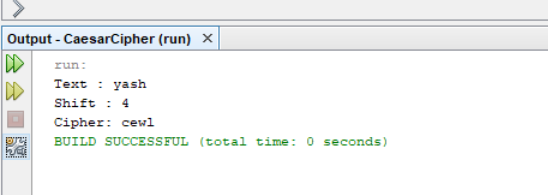 Output - CaesarCipher (run)
run:
Text : yash
Shift : 4
Cipher: cewl
BUILD SUCCESSFUL (total time: 0 seconds)